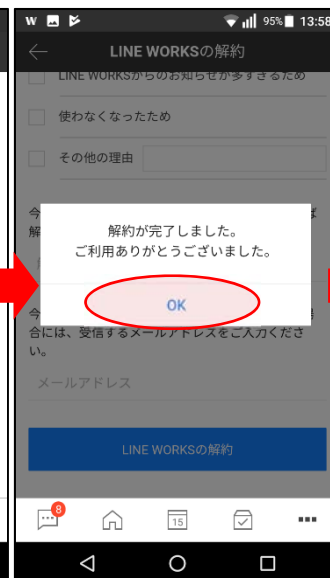 W 95% 13:58
LINE WORKSの解約
LINE WORKSからのお知らせが多すぎるため
使わなくなったため
その他の理由
今
ば
解
解約が完了しました。
ご利用ありがとうございました。
OK
今
場
合には、受信するメールアドレスをご入力くださ
い。
メールアドレス
LINE WORKSの解約
8
15